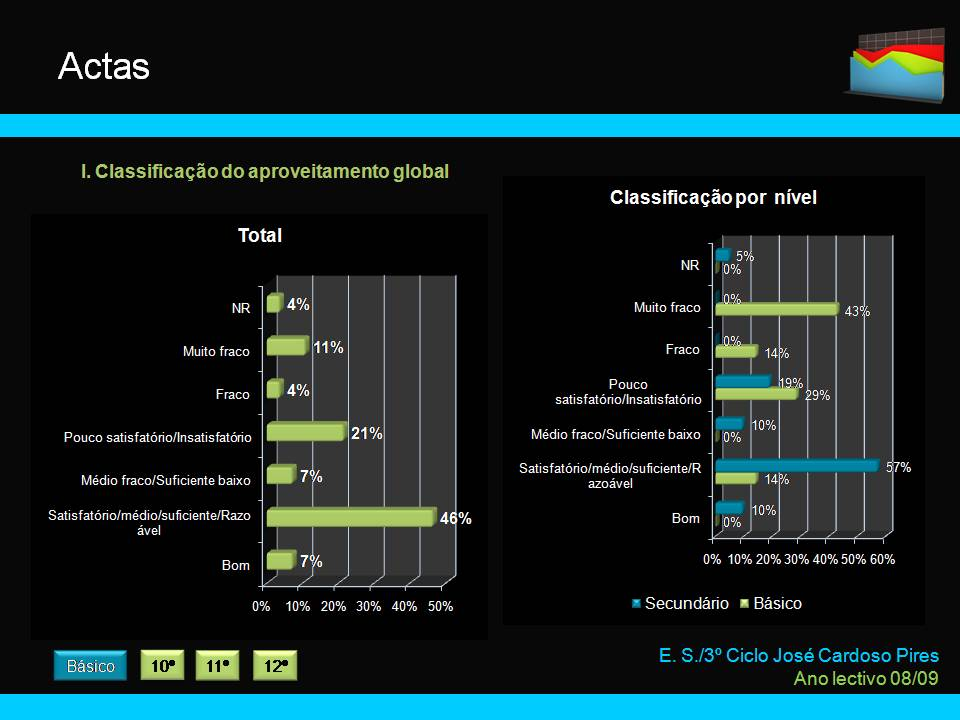 Actas
I. Classificação do aproveitamento global
Total
NR
4%
Muito fraco
11%
Fraco
4%
Pouco satisfatório/Insatisfatório
21%
Médio fraco/Suficiente baixo
7%
Satisfatório/médio/suficiente/Razo
ável
46%
Bom
7%
0% 10% 20% 30% 40% 50%
Classificação por nível
NR
5%
0%
Muito fraco
0%
43%
Fraco
0%
14%
Pouco
satisfatório/Insatisfatório
19%
29%
Médio fraco/Suficiente baixo
10%
0%
Satisfatório/médio/suficiente/R
azoável
57%
14%
Bom
10%
0%
0% 10% 20% 30% 40% 50% 60%
Secundário Básico
Básico 10º 11º 12º
E. S./3º Ciclo José Cardoso Pires
Ano lectivo 08/09